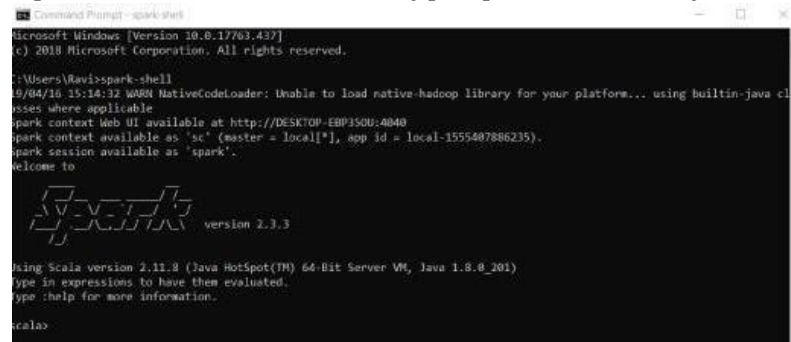 Command Prompt - spark-shell
Microsoft Windows [Version 10.0.17763.437]
(c) 2018 Microsoft Corporation. All rights reserved.
C:\Users\Ravi>spark-shell
19/04/16 15:14:32 WARN NativeCodeLoader: Unable to load native-hadoop library for your platform... using builtin-java cl
asses where applicable
Spark context Web UI available at http://DESKTOP-EBP35OU:4040
Spark context available as 'sc' (master = local[*], app id = local-1555407886235).
Spark session available as 'spark'.
Welcome to
Spark version 2.3.3
Using Scala version 2.11.8 (Java HotSpot(TM) 64-Bit Server VM, Java 1.8.0_201)
Type in expressions to have them evaluated.
Type :help for more information.
scala>